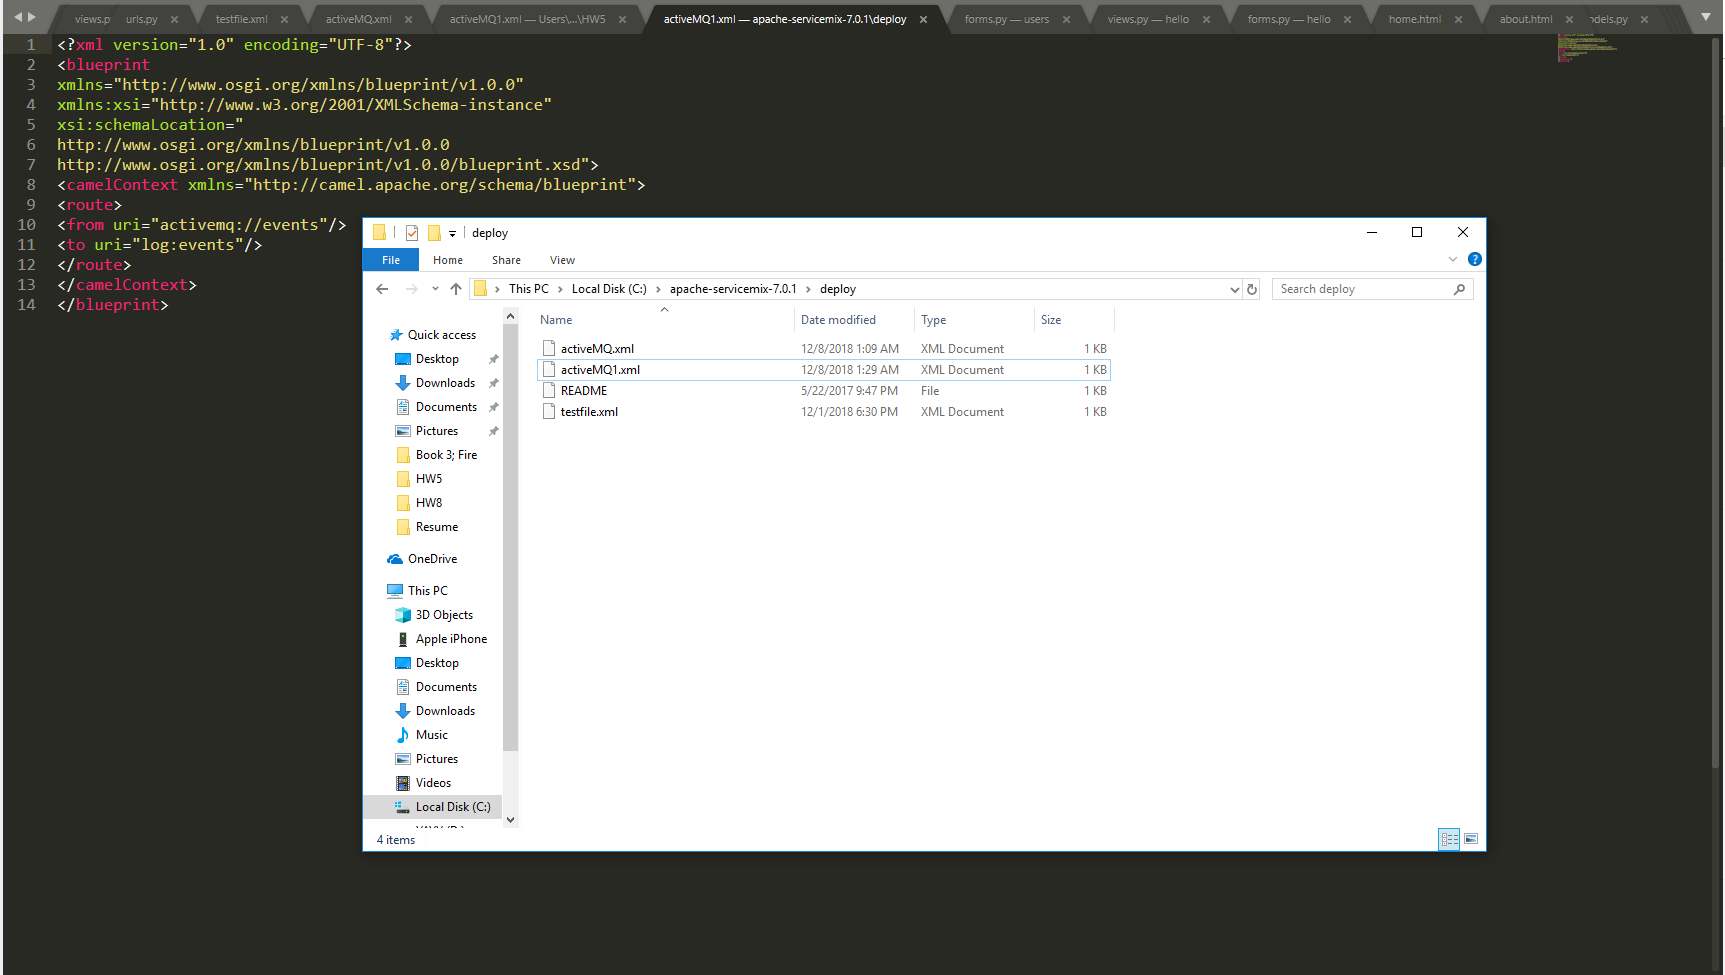 views.p urls.py testfile.xml activeMQ.xml activeMQ1.xml — Users\...\HW5 activeMQ1.xml — apache-servicemix-7.0.1\deploy forms.py — users views.py — hello forms.py — hello home.html about.html odels.py
1 <?xml version="1.0" encoding="UTF-8"?>
2 <blueprint
3 xmlns="http://www.osgi.org/xmlns/blueprint/v1.0.0"
4 xmlns:xsi="http://www.w3.org/2001/XMLSchema-instance"
5 xsi:schemaLocation="
6 http://www.osgi.org/xmlns/blueprint/v1.0.0
7 http://www.osgi.org/xmlns/blueprint/v1.0.0/blueprint.xsd">
8 <camelContext xmlns="http://camel.apache.org/schema/blueprint">
9 <route>
10 <from uri="activemq://events"/>
11 <to uri="log:events"/>
12 </route>
13 </camelContext>
14 </blueprint>
deploy
File Home Share View
This PC › Local Disk (C:) › apache-servicemix-7.0.1 › deploy
Search deploy
Name Date modified Type Size
activeMQ.xml 12/8/2018 1:09 AM XML Document 1 KB
activeMQ1.xml 12/8/2018 1:29 AM XML Document 1 KB
README 5/22/2017 9:47 PM File 1 KB
testfile.xml 12/1/2018 6:30 PM XML Document 1 KB
Quick access
Desktop
Downloads
Documents
Pictures
Book 3; Fire
HW5
HW8
Resume
OneDrive
This PC
3D Objects
Apple iPhone
Desktop
Documents
Downloads
Music
Pictures
Videos
Local Disk (C:)
4 items